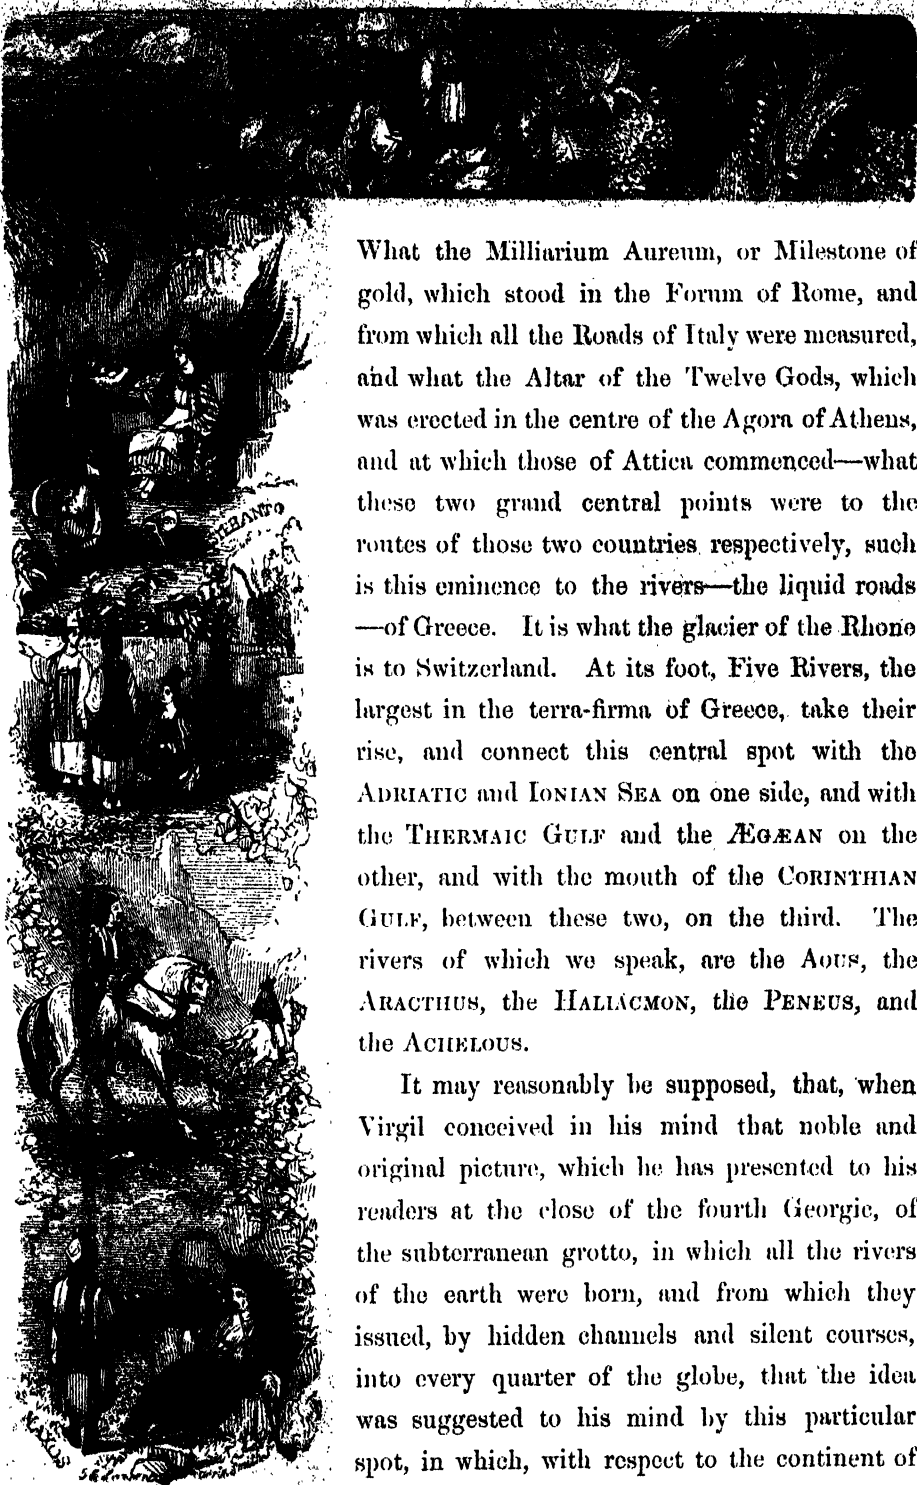 What the Milliarium Aureum, or Milestone of
gold, which stood in the Forum of Rome, and
from which all the Roads of Italy were measured,
and what the Altar of the Twelve Gods, which
was erected in the centre of the Agora of Athens,
and at which those of Attica commenced—what
these two grand central points were to the
routes of those two countries respectively, such
is this eminence to the rivers—the liquid roads
—of Greece. It is what the glacier of the Rhone
is to Switzerland. At its foot, Five Rivers, the
largest in the terra-firma of Greece, take their
rise, and connect this central spot with the
ADRIATIC and IONIAN SEA on one side, and with
the THERMAIC GULF and the ÆGÆAN on the
other, and with the mouth of the CORINTHIAN
GULF, between these two, on the third. The
rivers of which we speak, are the AOUS, the
ARACTHUS, the HALIACMON, the PENEUS, and
the ACHELOUS.
It may reasonably be supposed, that, when
Virgil conceived in his mind that noble and
original picture, which he has presented to his
readers at the close of the fourth Georgic, of
the subterranean grotto, in which all the rivers
of the earth were born, and from which they
issued, by hidden channels and silent courses,
into every quarter of the globe, that the idea
was suggested to his mind by this particular
spot, in which, with respect to the continent of